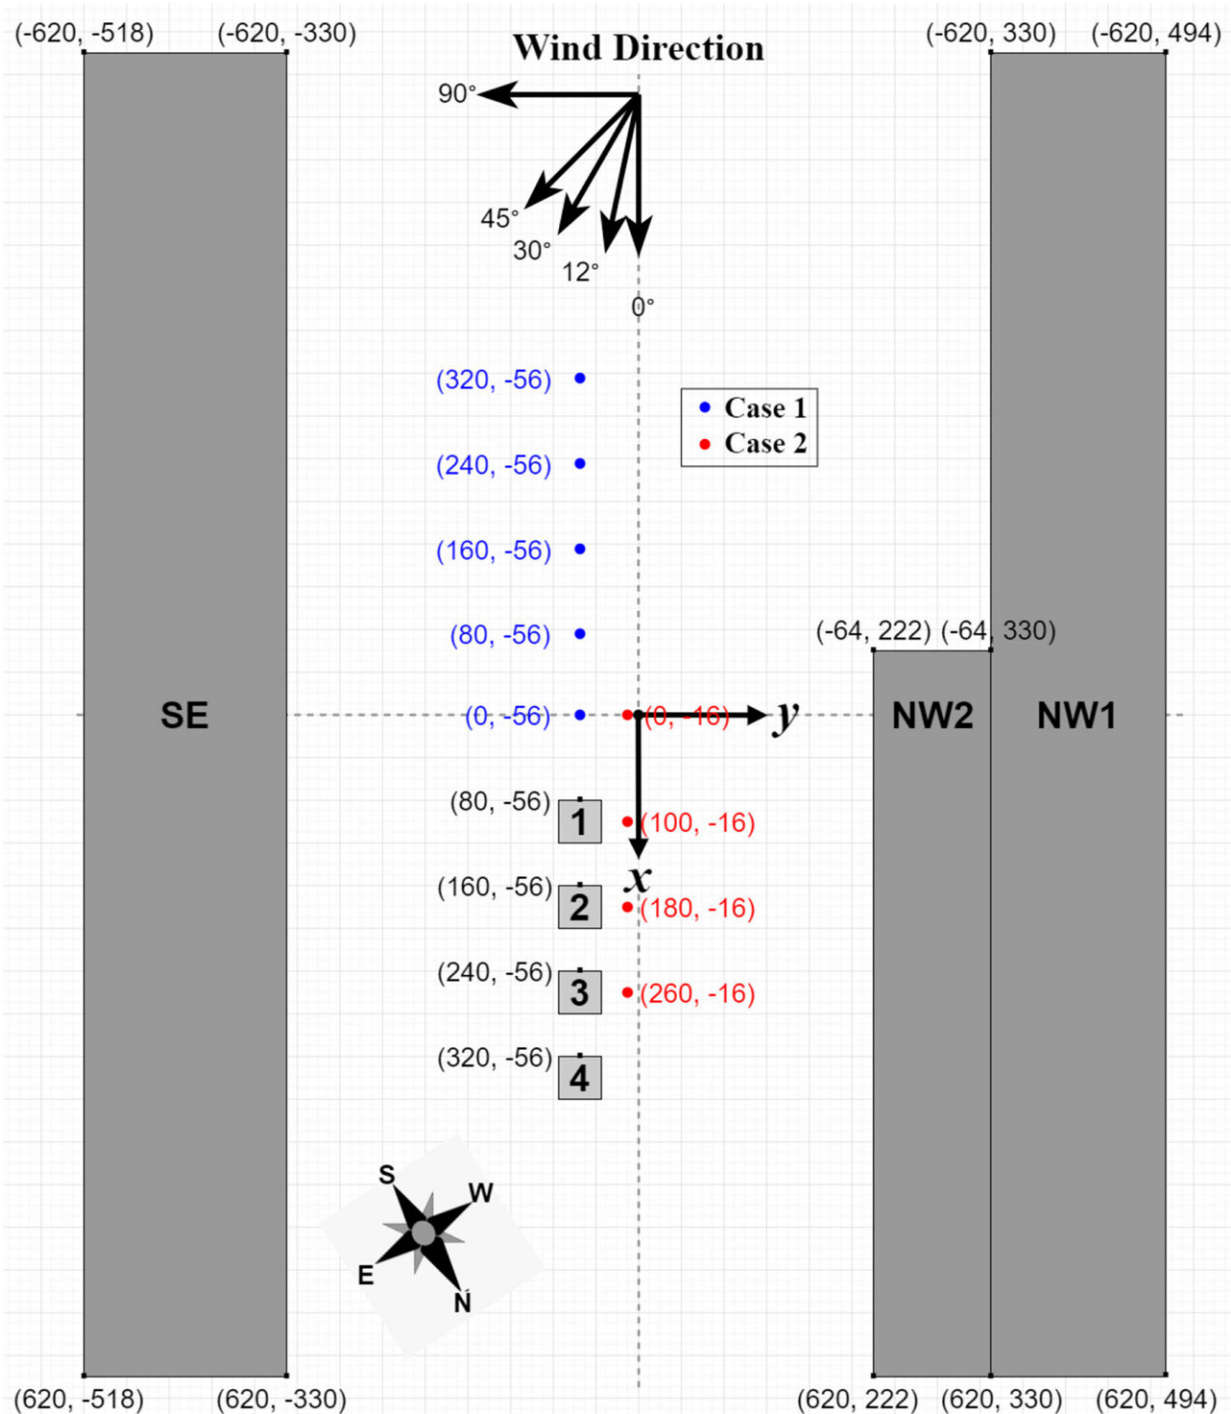 (-620, -518) (-620, -330) (-620, 330) (-620, 494)
Wind Direction
90°
45°
30°
12°
0°
(320, -56)
Case 1
Case 2
(240, -56)
(160, -56)
(80, -56)
(-64, 222) (-64, 330)
SE (0, -56) (0, -16) y NW2 NW1
(80, -56) 1 (100, -16)
x
(160, -56) 2 (180, -16)
(240, -56) 3 (260, -16)
(320, -56) 4
S
W
E
N
(620, -518) (620, -330) (620, 222) (620, 330) (620, 494)